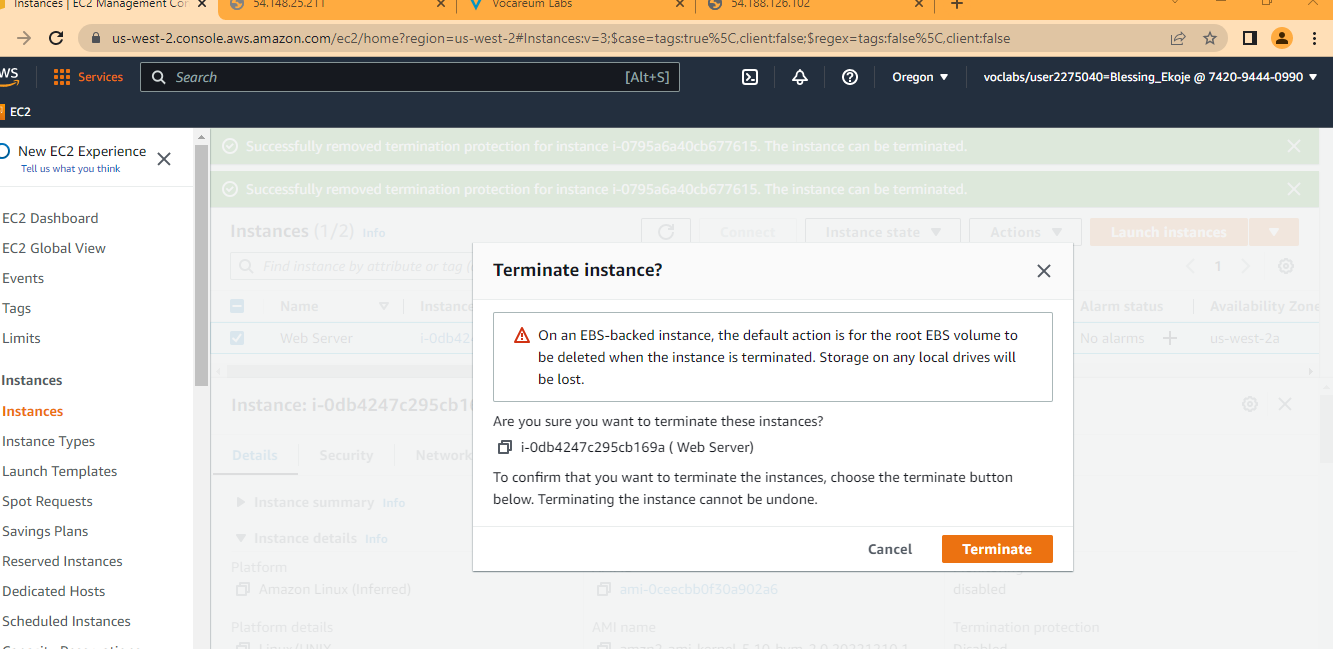 Instances | EC2 Management Con
54.148.25.211
Vocareum Labs
54.188.126.102
us-west-2.console.aws.amazon.com/ec2/home?region=us-west-2#Instances:v=3;$case=tags:true%5C,client:false;$regex=tags:false%5C,client:false
Services
Search
[Alt+S]
Oregon
voclabs/user2275040=Blessing_Ekoje @ 7420-9444-0990
EC2
New EC2 Experience
Tell us what you think
EC2 Dashboard
EC2 Global View
Events
Tags
Limits
Instances
Instances
Instance Types
Launch Templates
Spot Requests
Savings Plans
Reserved Instances
Dedicated Hosts
Scheduled Instances
Successfully removed termination protection for instance i-0795a6a40cb677615. The instance can be terminated.
Successfully removed termination protection for instance i-0795a6a40cb677615. The instance can be terminated.
Instances (1/2) Info
Connect
Instance state
Actions
Launch instances
Find instance by attribute or tag (
1
Name
Instance
Alarm status
Availability Zone
Web Server
i-0db42
No alarms
us-west-2a
Instance: i-0db4247c295cb1
Details
Security
Network
Instance summary Info
Instance details Info
Platform
Amazon Linux (Inferred)
ami-0ceecbb0f30a902a6
disabled
Platform details
AMI name
Termination protection
Terminate instance?
On an EBS-backed instance, the default action is for the root EBS volume to
be deleted when the instance is terminated. Storage on any local drives will
be lost.
Are you sure you want to terminate these instances?
i-0db4247c295cb169a ( Web Server)
To confirm that you want to terminate the instances, choose the terminate button
below. Terminating the instance cannot be undone.
Cancel
Terminate